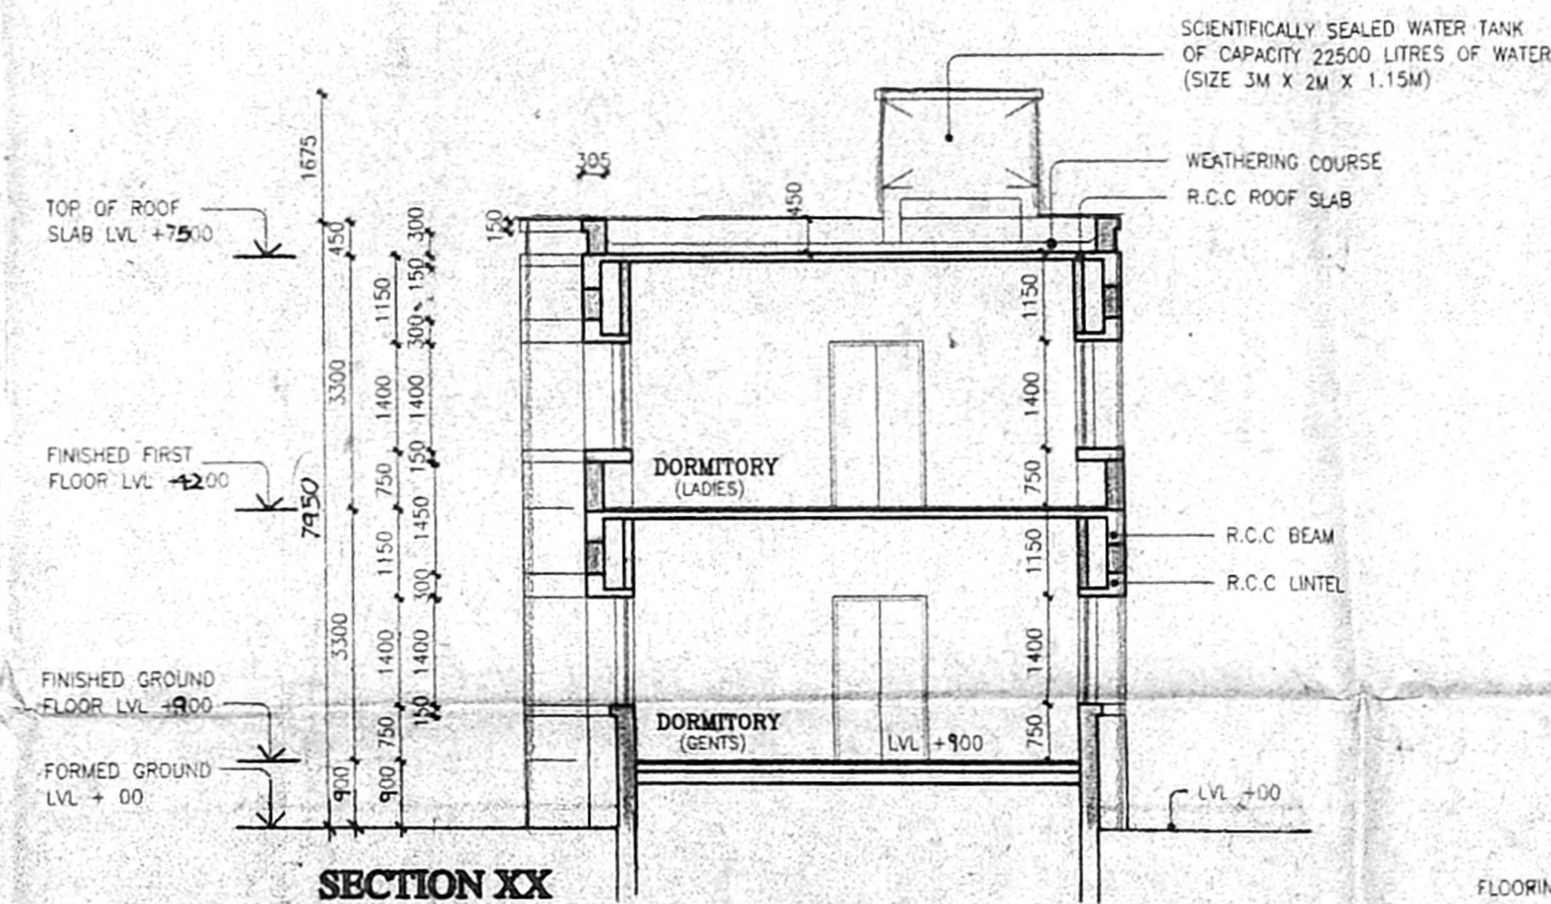 SCIENTIFICALLY SEALED WATER TANK
OF CAPACITY 22500 LITRES OF WATER
(SIZE 3M X 2M X 1.15M)
WEATHERING COURSE
R.C.C ROOF SLAB
1675
305
450
150
TOP OF ROOF
SLAB LVL +7500
450
300
150
1150
300
1150
3300
1400
1400
1400
FINISHED FIRST
FLOOR LVL +4200
150
750
DORMITORY
(LADIES)
750
7950
1450
1150
1150
R.C.C BEAM
300
R.C.C LINTEL
3300
1400
1400
1400
FINISHED GROUND
FLOOR LVL +900
150
750
DORMITORY
(GENTS)
LVL +900
750
FORMED GROUND
LVL + 00
900
900
LVL +00
SECTION XX
FLOORIN